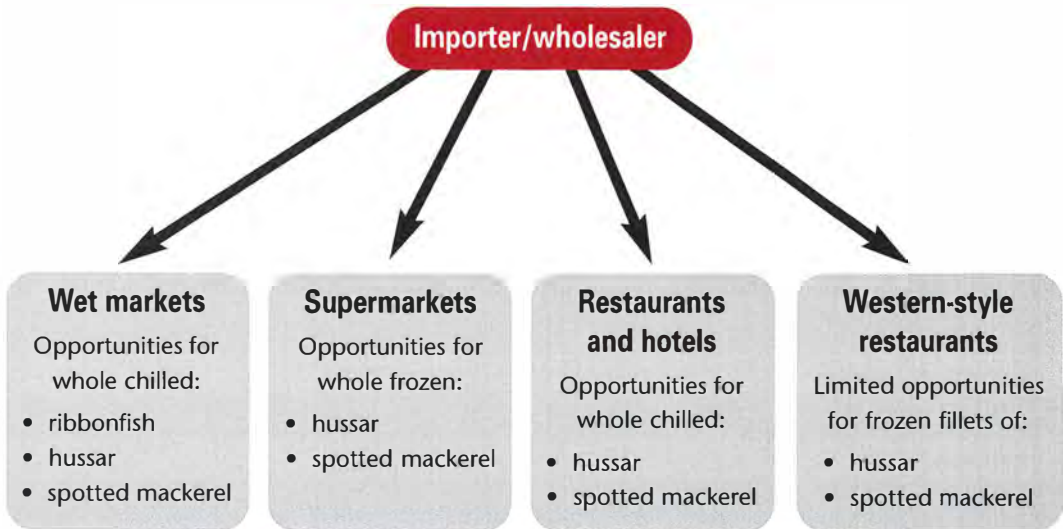 Importer/wholesaler
Wet markets
Opportunities for
whole chilled:
• ribbonfish
• hussar
• spotted mackerel
Supermarkets
Opportunities for
whole frozen:
• hussar
• spotted mackerel
Restaurants
and hotels
Opportunities for
whole chilled:
• hussar
• spotted mackerel
Western-style
restaurants
Limited opportunities
for frozen fillets of:
• hussar
• spotted mackerel